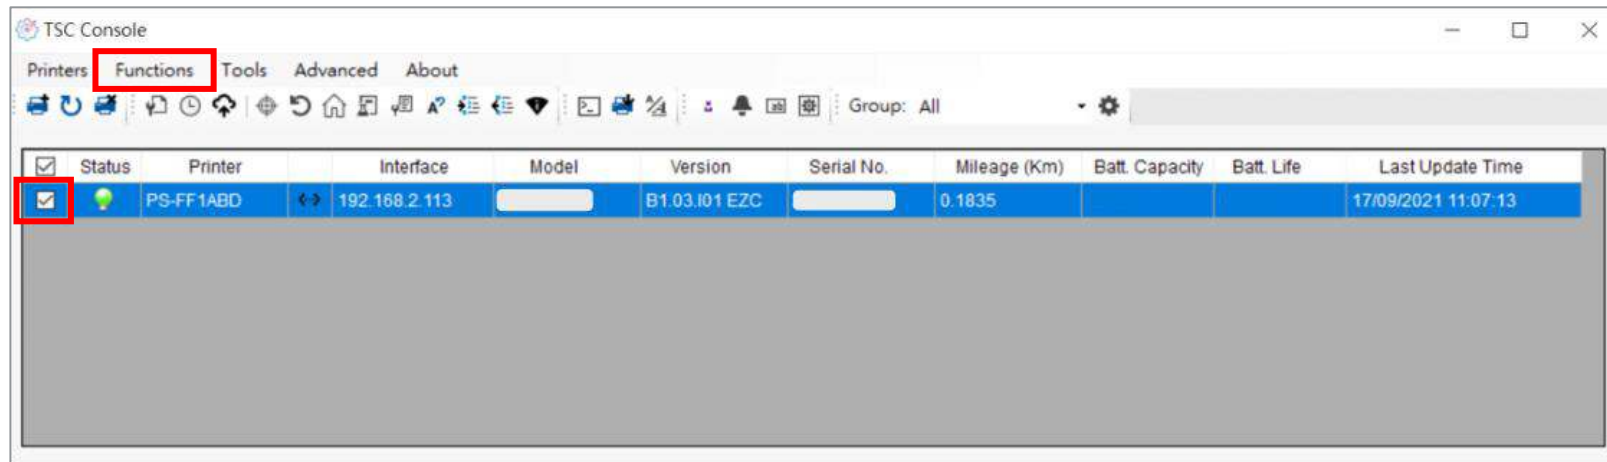 TSC Console
Printers Functions Tools Advanced About
Group: All
Status Printer Interface Model Version Serial No. Mileage (Km) Batt. Capacity Batt. Life Last Update Time
PS-FF1ABD 192.168.2.113 B1.03.I01 EZC 0.1835 17/09/2021 11:07:13